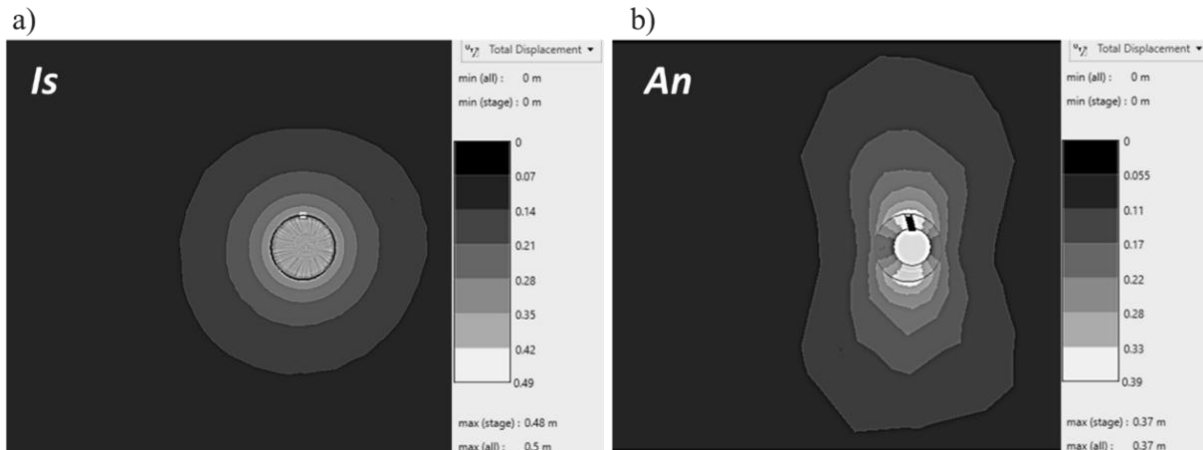 a)
Is
Total Displacement
min (all) : 0 m
min (stage) : 0 m
0
0.07
0.14
0.21
0.28
0.35
0.42
0.49
max (stage) : 0.48 m
max (all) : 0.5 m
b)
An
Total Displacement
min (all) : 0 m
min (stage) : 0 m
0
0.055
0.11
0.17
0.22
0.28
0.33
0.39
max (stage) : 0.37 m
max (all) : 0.37 m